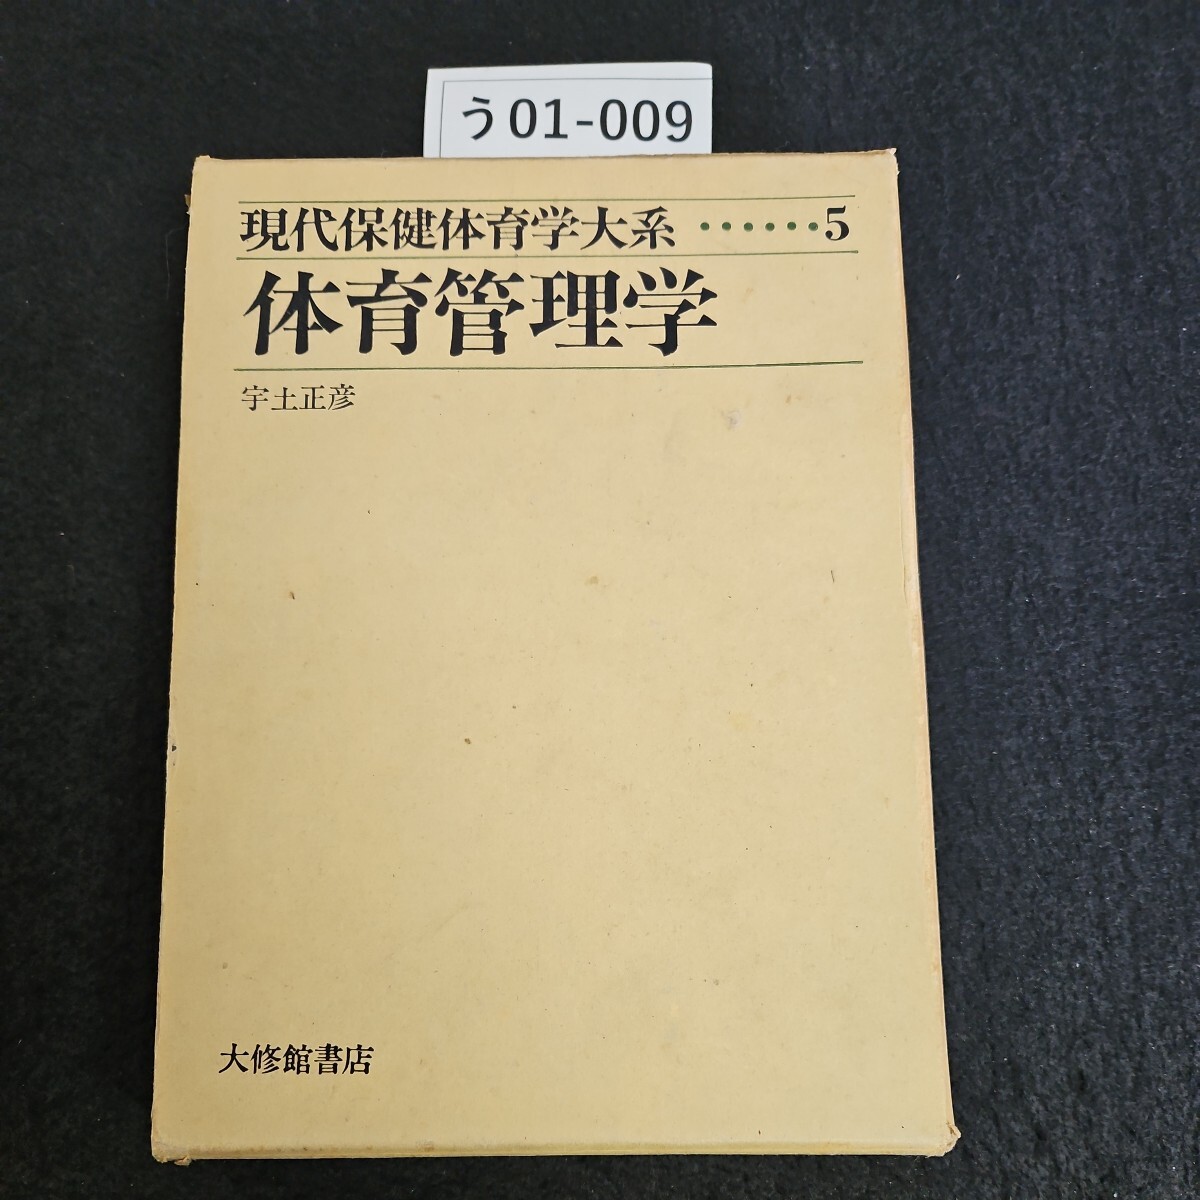 う01-009
現代保健体育学大系 ・・・・・・5
体育管理学
宇土正彦
大修館書店